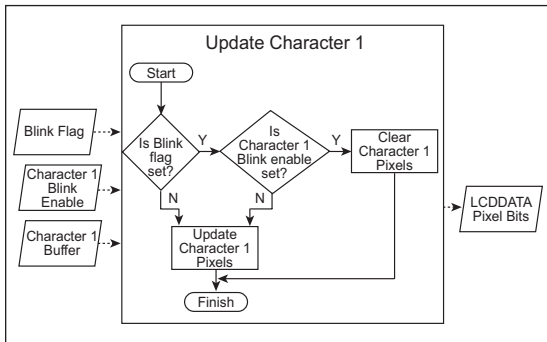 Update Character 1
Start
Blink Flag
Is Blink
flag
set?
Y
Is
Character 1
Blink enable
set?
Y
Clear
Character 1
Pixels
Character 1
Blink
Enable
N
N
LCDDATA
Pixel Bits
Character 1
Buffer
Update
Character 1
Pixels
Finish